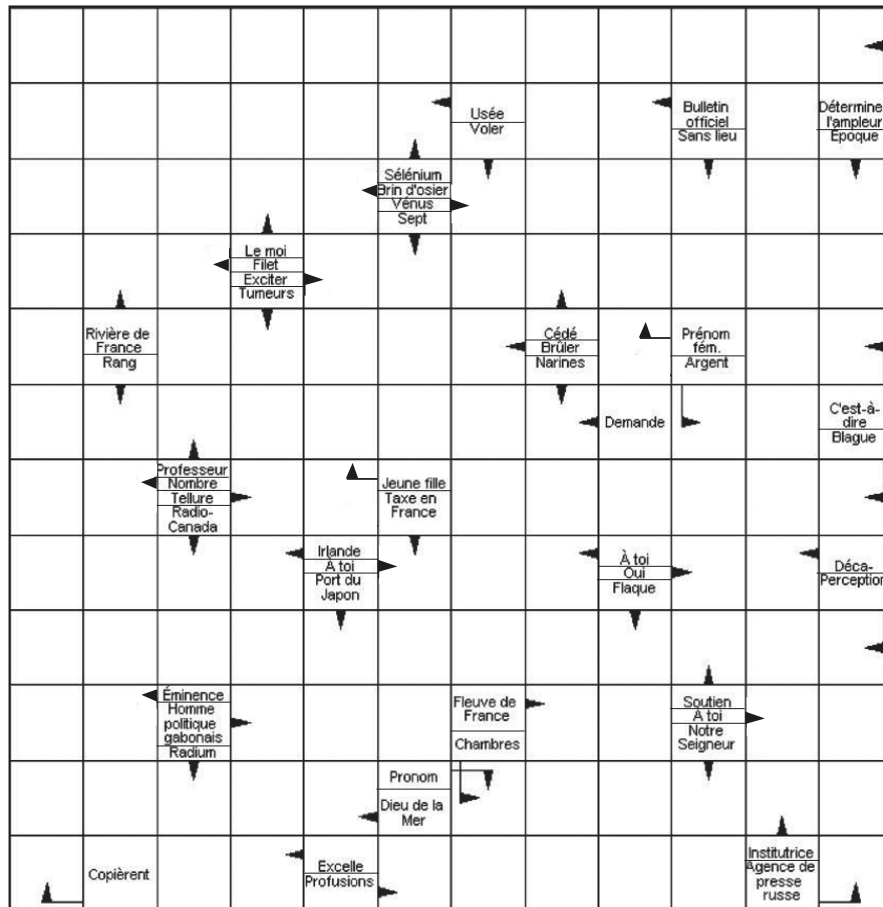 Usée
Voler
Bulletin
officiel
Sans lieu
Détermine
l'ampleur
Époque
Sélénium
Brin d'osier
Vénus
Sept
Le moi
Filet
Exciter
Tumeurs
Rivière de
France
Rang
Cédé
Brûler
Narines
Prénom
fém.
Argent
Demande
C'est-à-
dire
Blague
Professeur
Nombre
Tellure
Radio-
Canada
Jeune fille
Taxe en
France
Irlande
À toi
Port du
Japon
À toi
Oui
Flaque
Déca-
Perception
Éminence
Homme
politique
gabonais
Radium
Fleuve de
France
Chambres
Soutien
À toi
Notre
Seigneur
Pronom
Dieu de la
Mer
Copièrent
Excelle
Profusions
Institutrice
Agence de
presse
russe